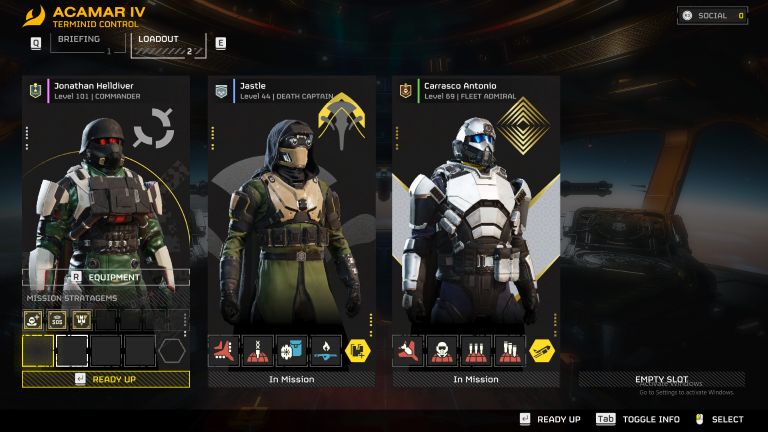 ACAMAR IV
TERMINID CONTROL
SOCIAL 0
Q BRIEFING 1 LOADOUT 2 E
Jonathan Helldiver
Level 101 | COMMANDER
Jastle
Level 44 | DEATH CAPTAIN
Carrasco Antonio
Level 69 | FLEET ADMIRAL
R EQUIPMENT
MISSION STRATAGEMS
SOS
READY UP
In Mission
In Mission
EMPTY SLOT
Activate Windows
Go to Settings to activate Windows.
READY UP Tab TOGGLE INFO SELECT